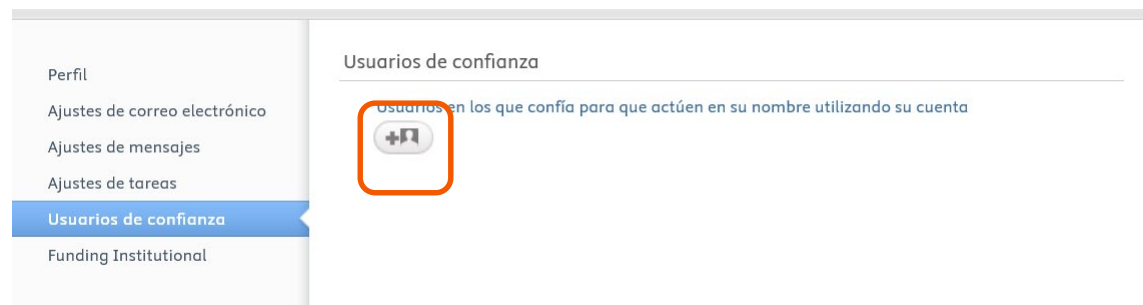 Perfil
Ajustes de correo electrónico
Ajustes de mensajes
Ajustes de tareas
Usuarios de confianza
Funding Institutional
Usuarios de confianza
Usuarios en los que confía para que actúen en su nombre utilizando su cuenta